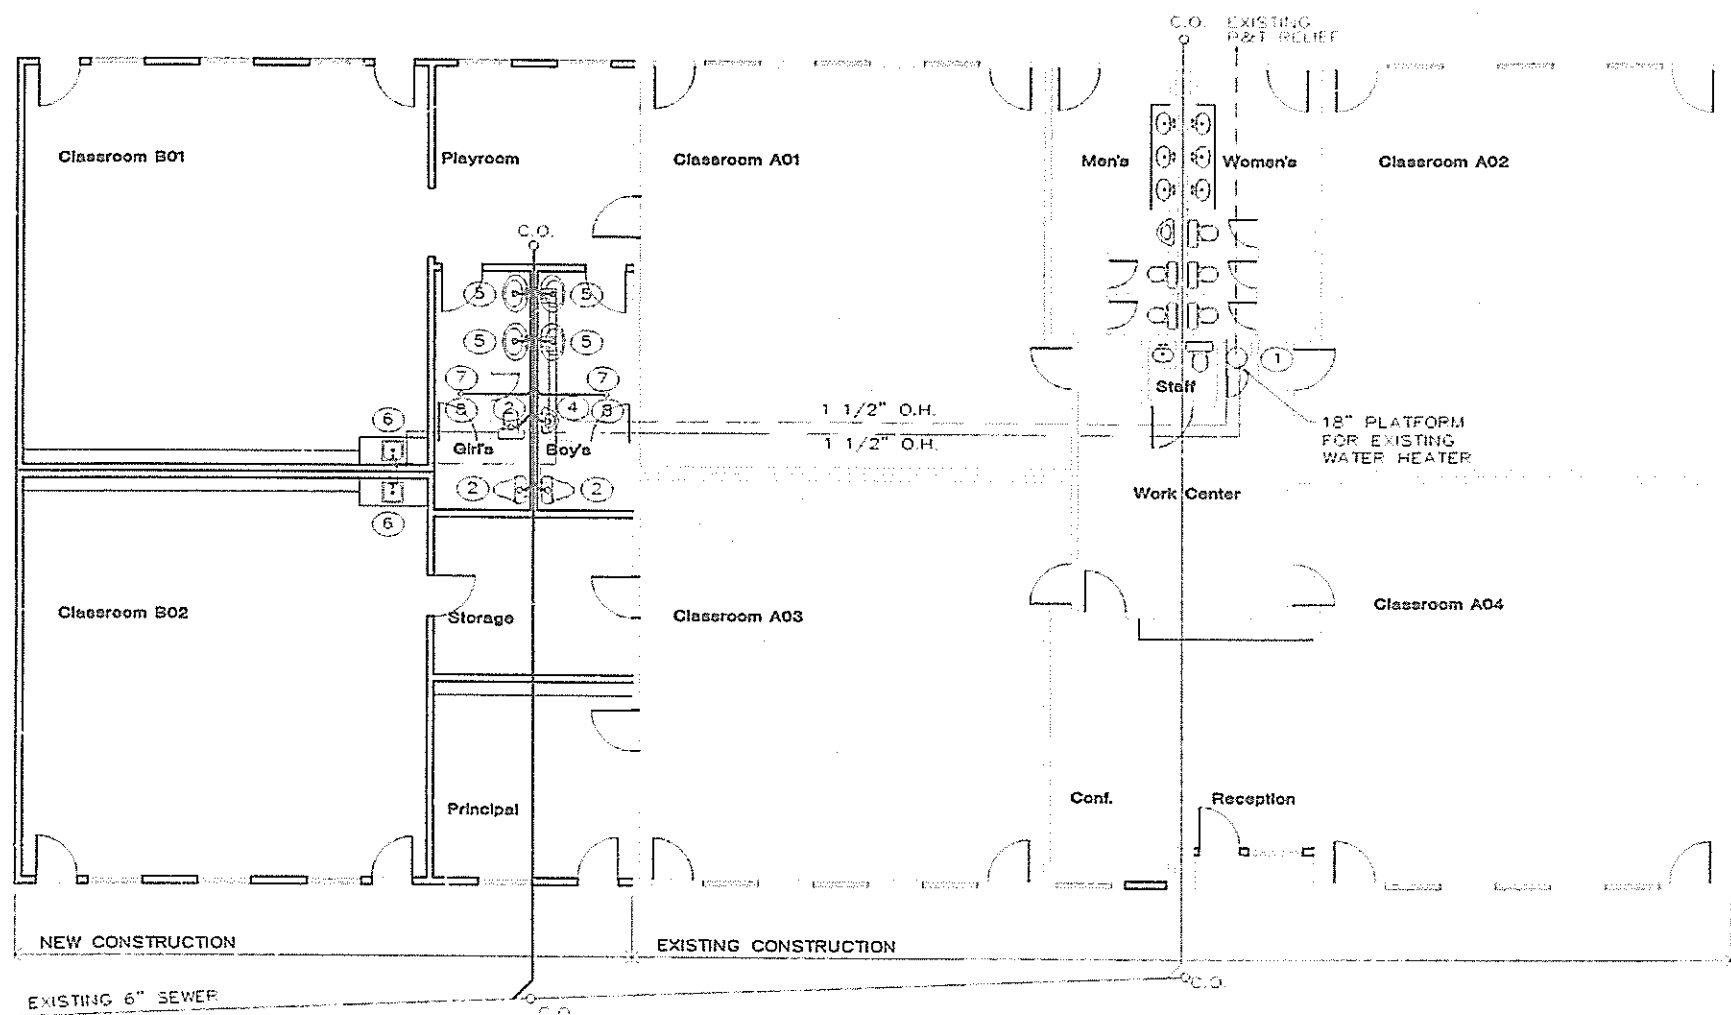 C.O. EXISTING
P&T RELIEF
Classroom B01
Playroom
Classroom A01
Men's
Women's
Classroom A02
C.O.
5
5
5
5
7
7
1
Staff
3
2
4
3
6
1 1/2" O.H.
1 1/2" O.H.
18" PLATFORM
FOR EXISTING
WATER HEATER
Girl's
Boy's
2
2
6
Work Center
Classroom B02
Storage
Classroom A03
Classroom A04
Principal
Conf.
Reception
NEW CONSTRUCTION
EXISTING CONSTRUCTION
EXISTING 6" SEWER
C.O.
C.O.